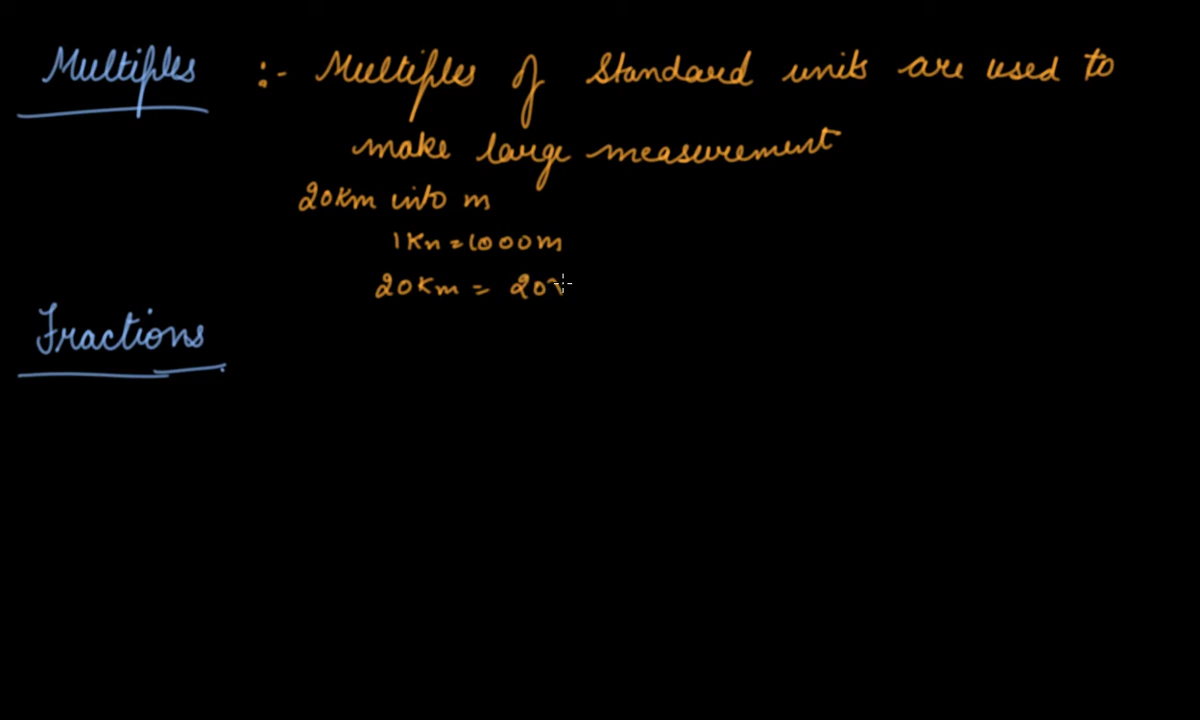 Multiples :- Multiples of Standard units are used to
make large measurement
20Km into m
1Km = 1000m
20Km = 20×
Fractions